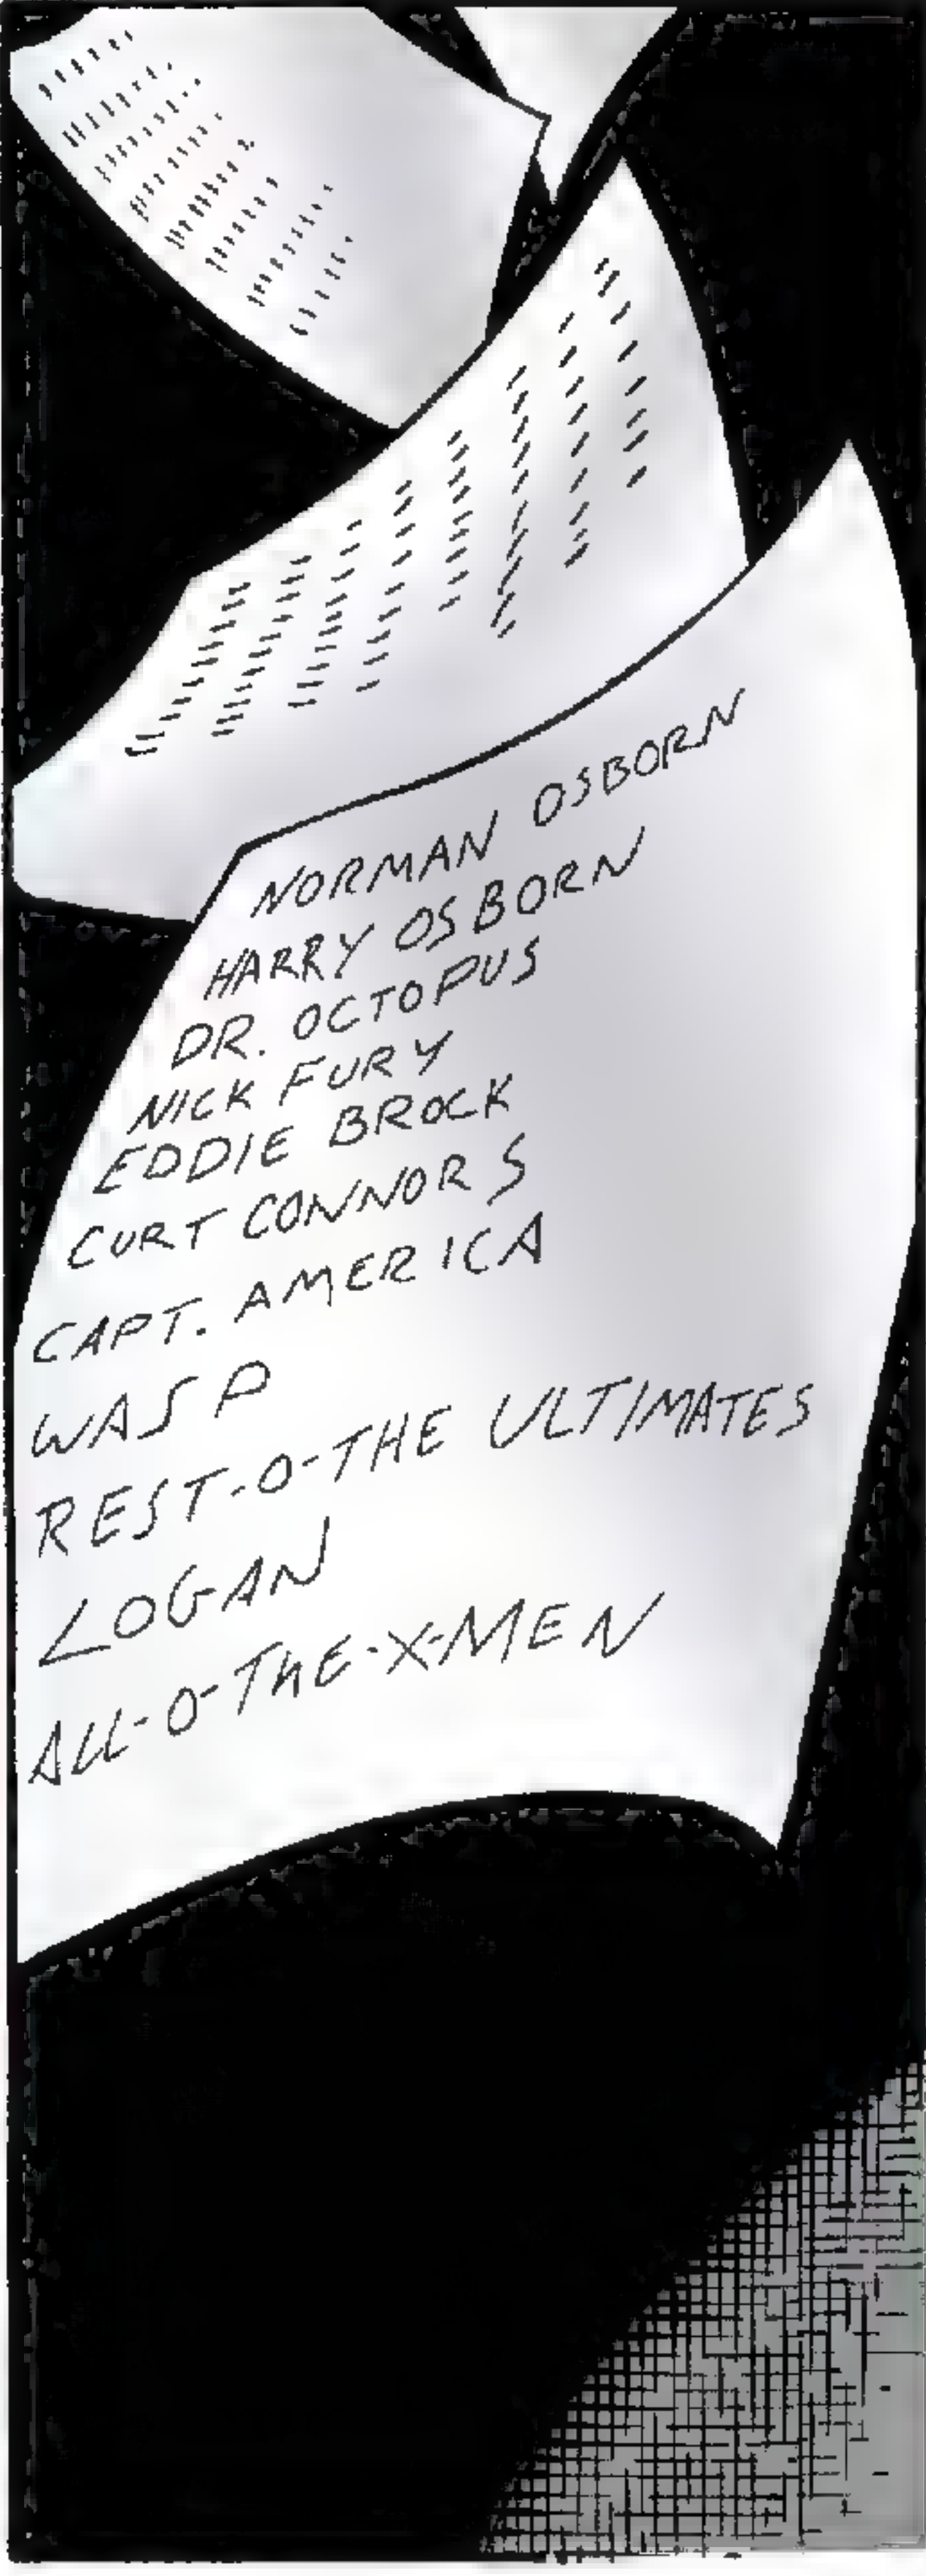 NORMAN OSBORN
HARRY OSBORN
DR. OCTOPUS
NICK FURY
EDDIE BROCK
CURT CONNORS
CAPT. AMERICA
WASP
REST-O-THE ULTIMATES
LOGAN
ALL-O-THE-X-MEN